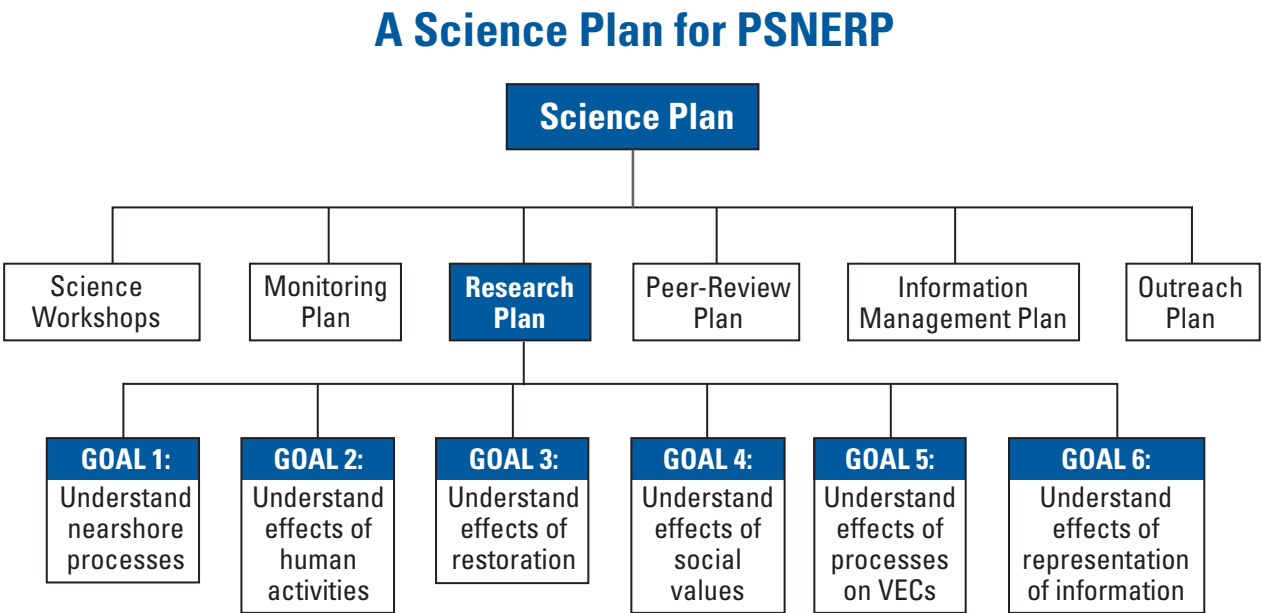 A Science Plan for PSNERP
Science Plan
Science
Workshops
Monitoring
Plan
Research
Plan
Peer-Review
Plan
Information
Management Plan
Outreach
Plan
GOAL 1:
Understand
nearshore
processes
GOAL 2:
Understand
effects of
human
activities
GOAL 3:
Understand
effects of
restoration
GOAL 4:
Understand
effects of
social
values
GOAL 5:
Understand
effects of
processes
on VECs
GOAL 6:
Understand
effects of
representation
of information